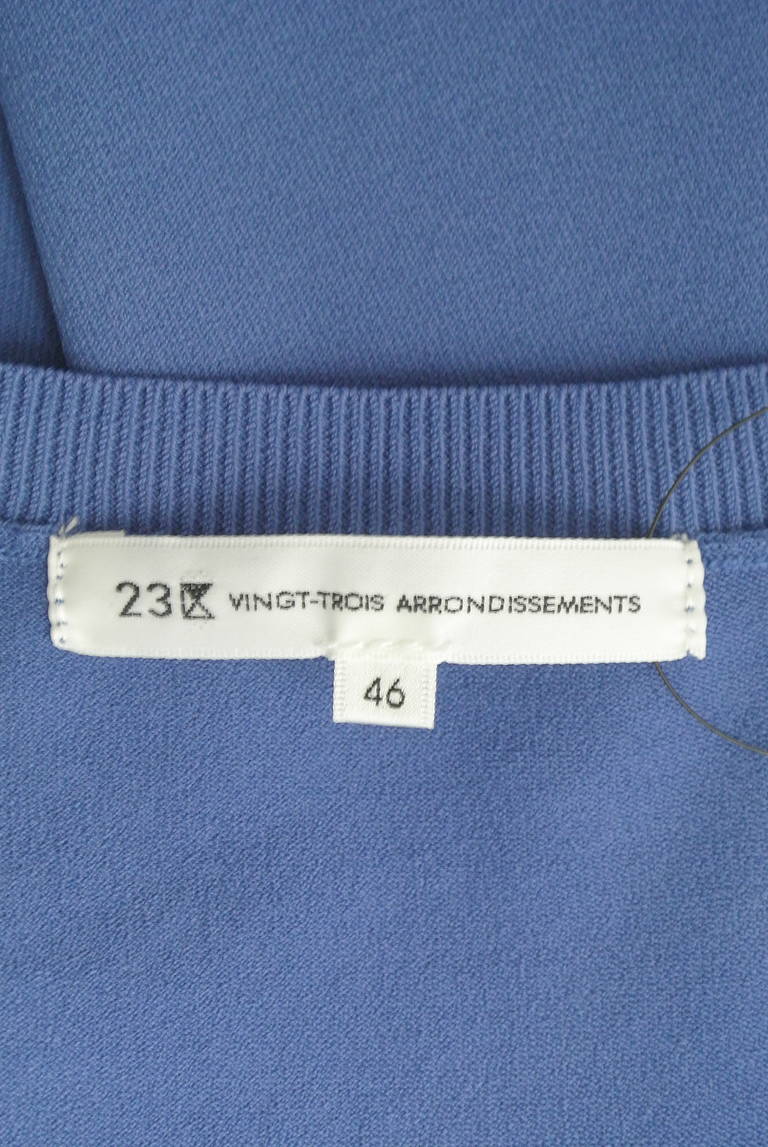 23区 VINGT-TROIS ARRONDISSEMENTS
46